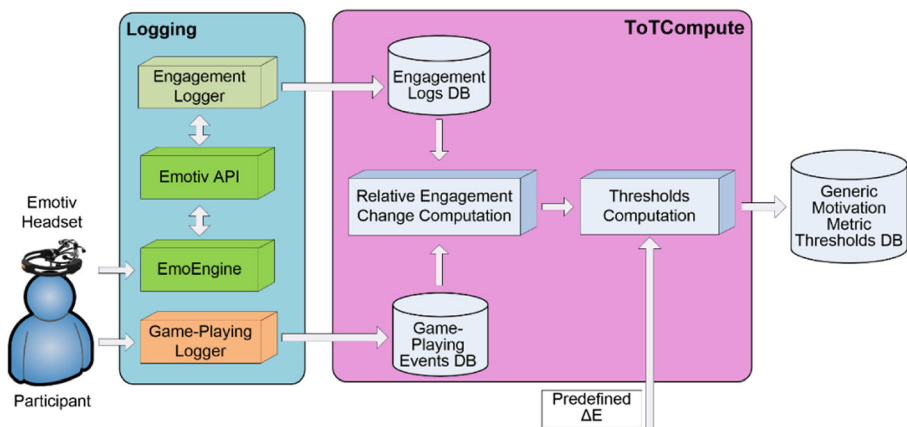 Logging
ToTCompute
Engagement
Logger
Engagement
Logs DB
Emotiv API
Emotiv
Headset
EmoEngine
Relative Engagement
Change Computation
Thresholds
Computation
Generic
Motivation
Metric
Thresholds DB
Game-Playing
Logger
Game-
Playing
Events DB
Participant
Predefined
ΔE